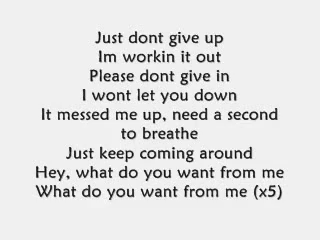 Just dont give up
Im workin it out
Please dont give in
I wont let you down
It messed me up, need a second
to breathe
Just keep coming around
Hey, what do you want from me
What do you want from me (x5)